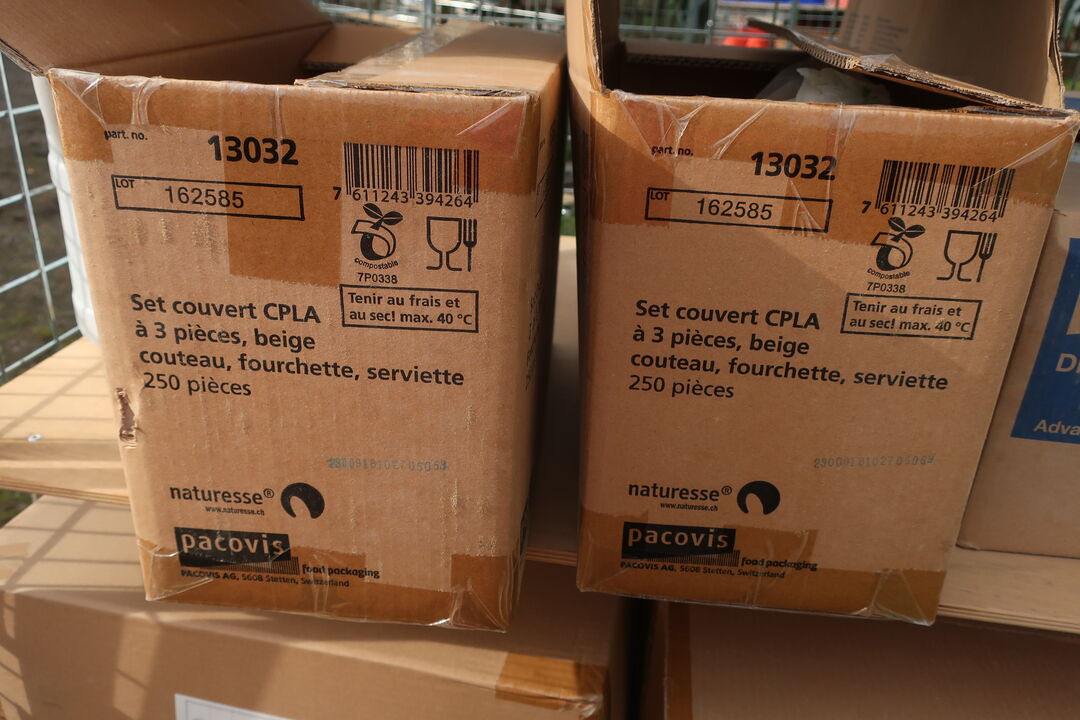 part. no.
13032
LOT
162585
7 611243 394264
compostable
7P0338
Tenir au frais et
au sec! max. 40 °C
Set couvert CPLA
à 3 pièces, beige
couteau, fourchette, serviette
250 pièces
naturesse®
www.naturesse.ch
pacovis
food packaging
PACOVIS AG, 5608 Stetten, Switzerland
part. no.
13032
LOT
162585
7 611243 394264
compostable
7P0338
Tenir au frais et
au sec! max. 40 °C
Set couvert CPLA
à 3 pièces, beige
couteau, fourchette, serviette
250 pièces
naturesse®
www.naturesse.ch
pacovis
food packaging
PACOVIS AG, 5608 Stetten, Switzerland